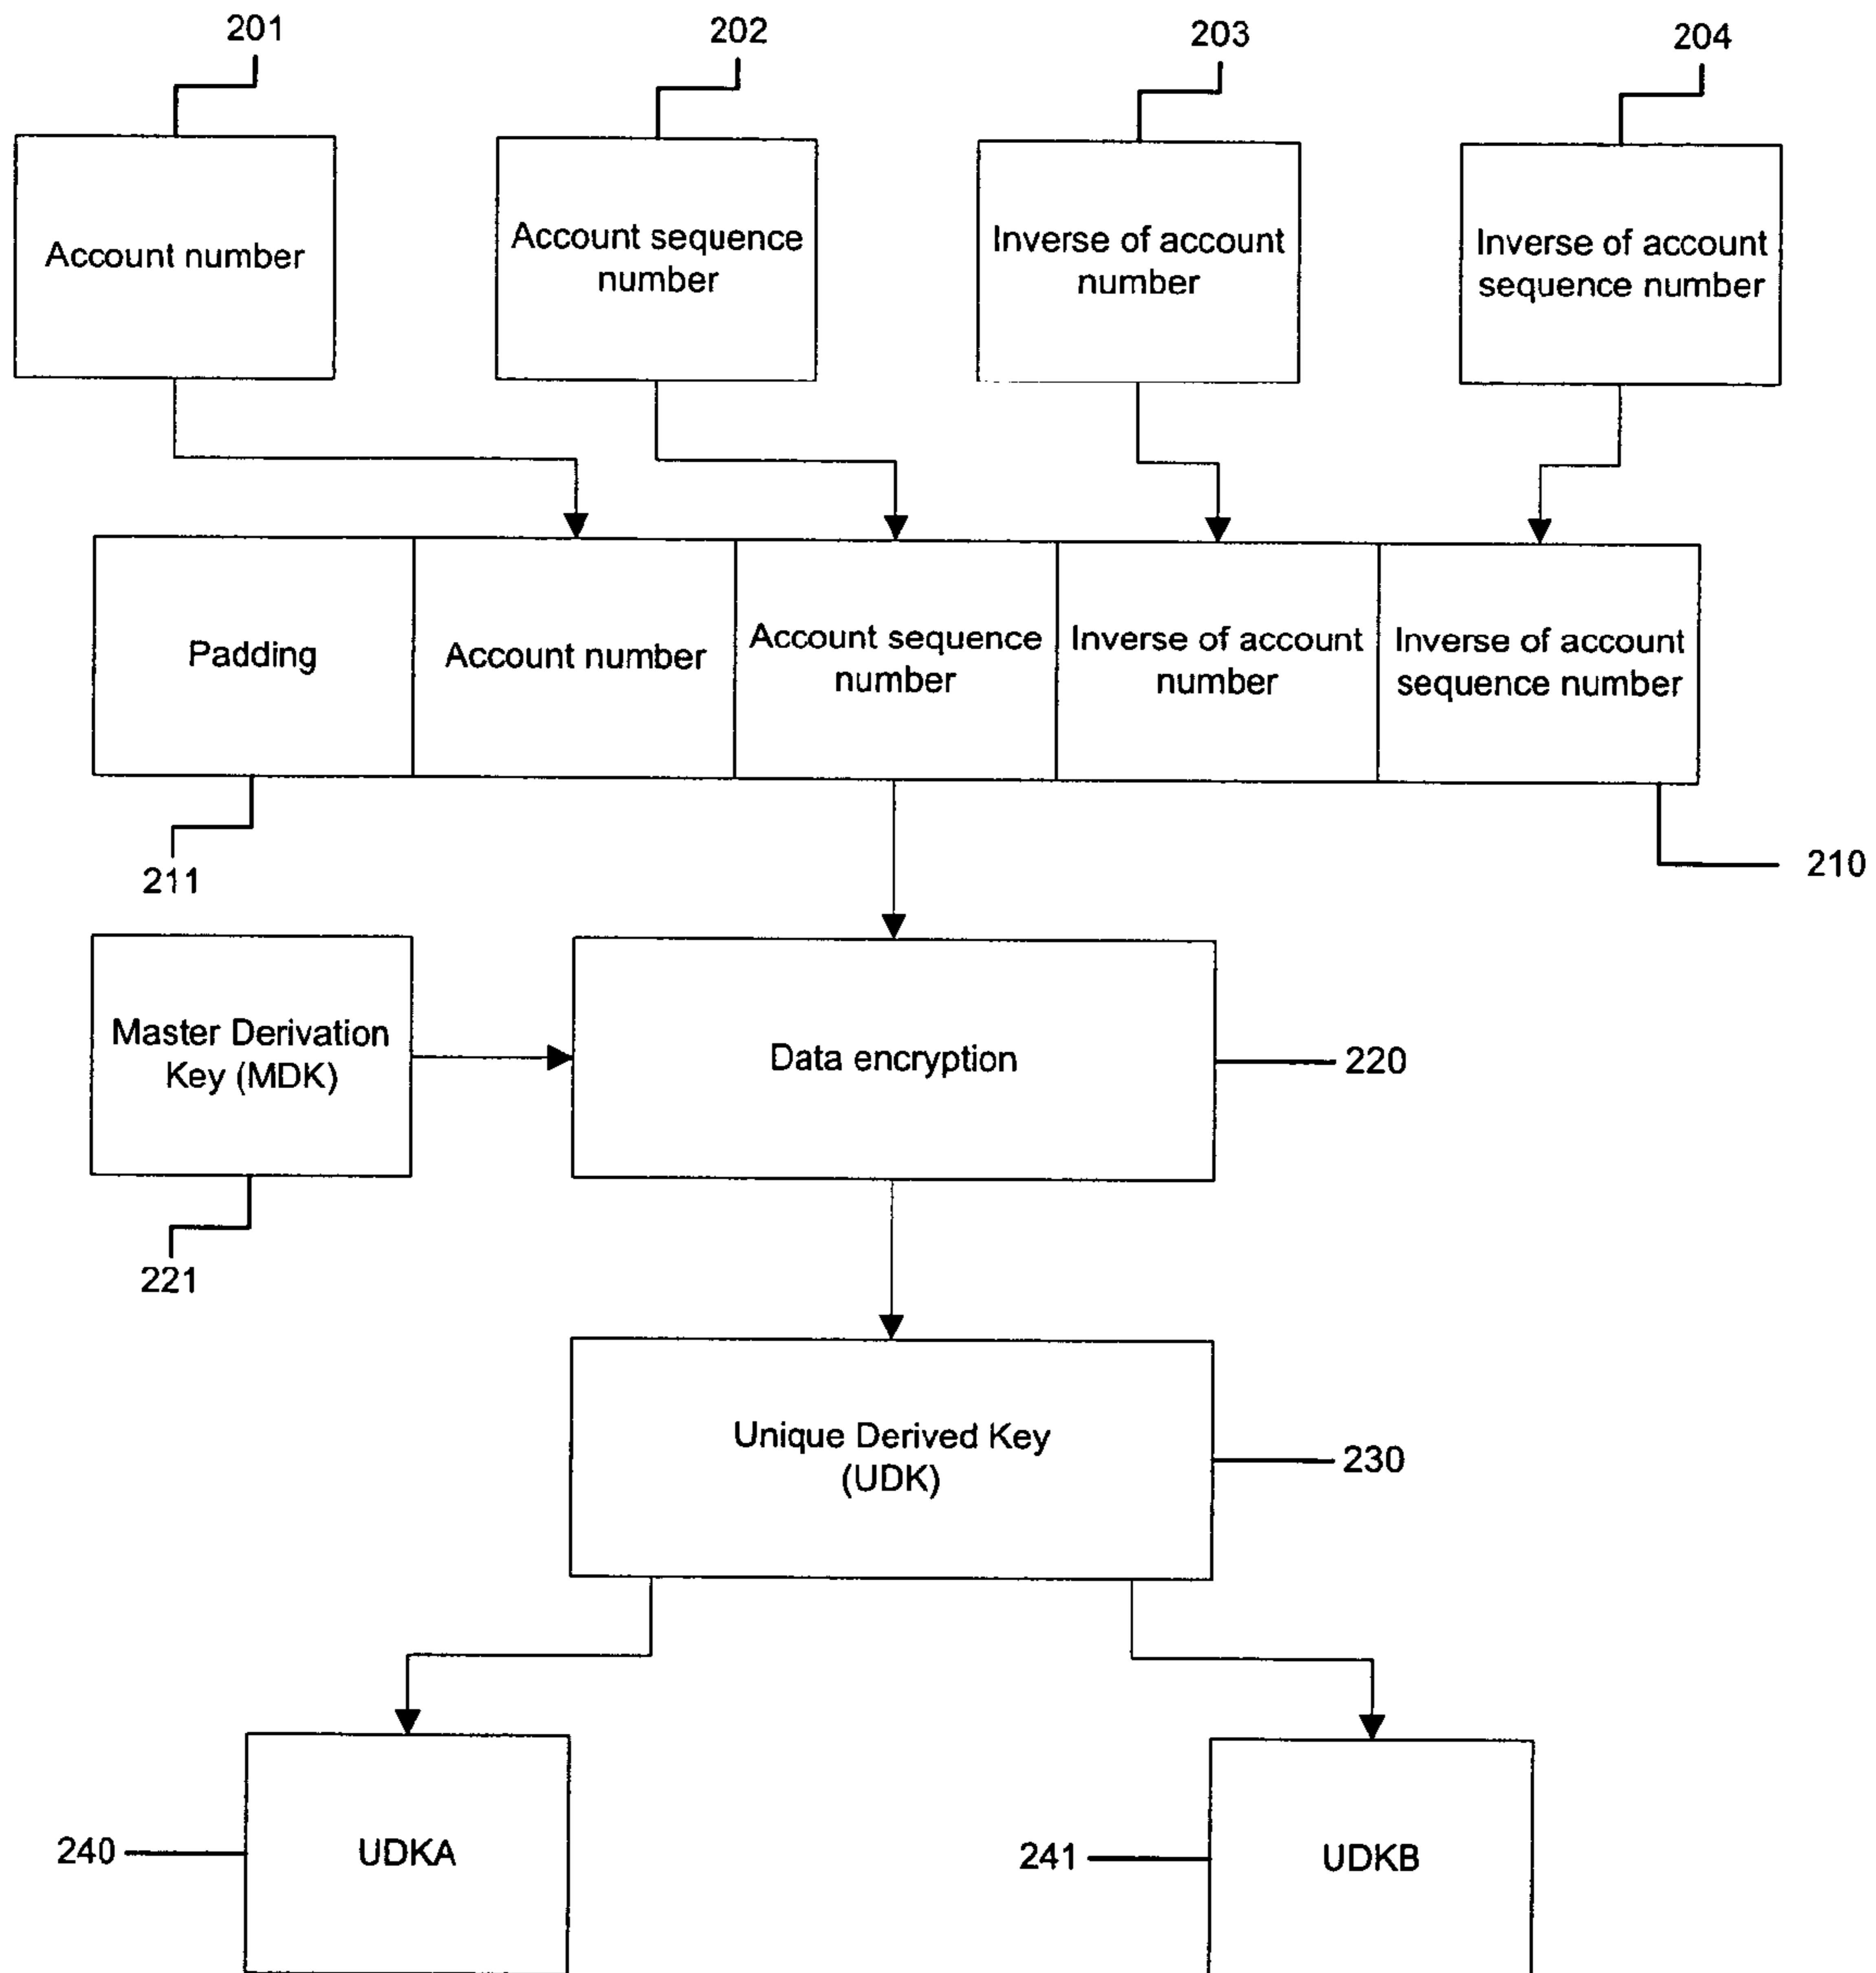 201
202
203
204
Account number
Account sequence
number
Inverse of account
number
Inverse of account
sequence number
Padding
Account number
Account sequence
number
Inverse of account
number
Inverse of account
sequence number
211
210
Master Derivation
Key (MDK)
Data encryption
220
221
Unique Derived Key
(UDK)
230
240
UDKA
241
UDKB